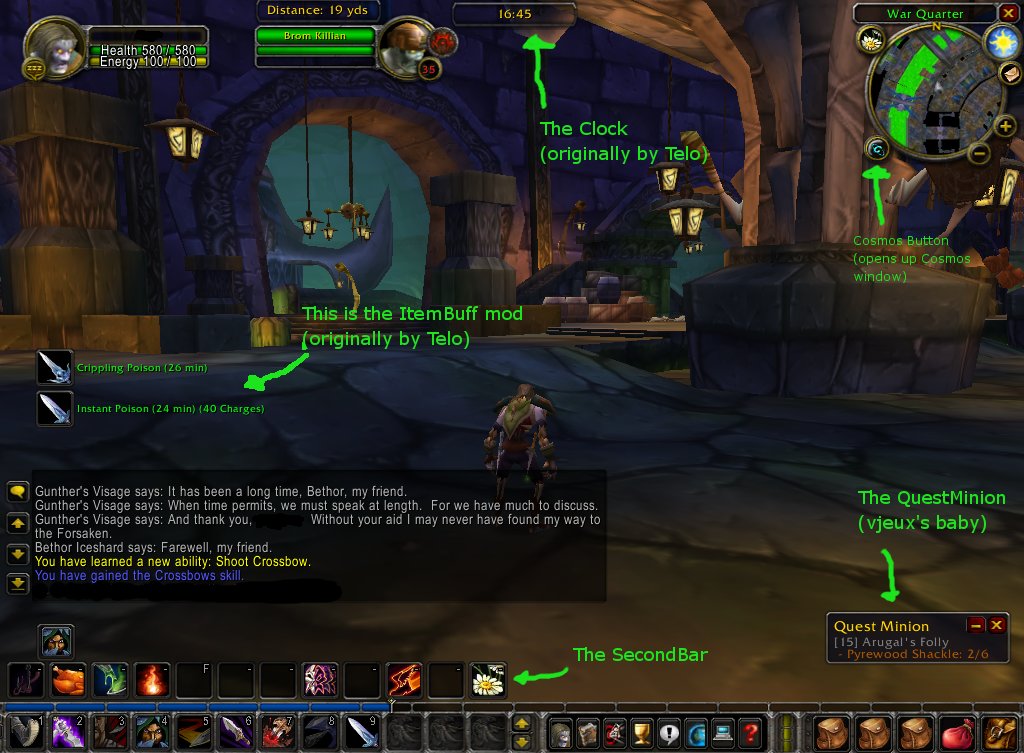 Distance: 19 yds
16:45
War Quarter
N
Health 580 / 580
Energy 100 / 100
zzz
Brom Killian
35
The Clock
(originally by Telo)
Cosmos Button
(opens up Cosmos
window)
This is the ItemBuff mod
(originally by Telo)
Crippling Poison (26 min)
Instant Poison (24 min) (40 Charges)
Gunther's Visage says: It has been a long time, Bethor, my friend.
Gunther's Visage says: When time permits, we must speak at length. For we have much to discuss.
Gunther's Visage says: And thank you, Without your aid I may never have found my way to
the Forsaken.
Bethor Iceshard says: Farewell, my friend.
You have learned a new ability: Shoot Crossbow.
You have gained the Crossbows skill.
The QuestMinion
(vjeux's baby)
Quest Minion
[15] Arugal's Folly
- Pyrewood Shackle: 2/6
The SecondBar
F
1 2 3 4 5 6 7 8 9